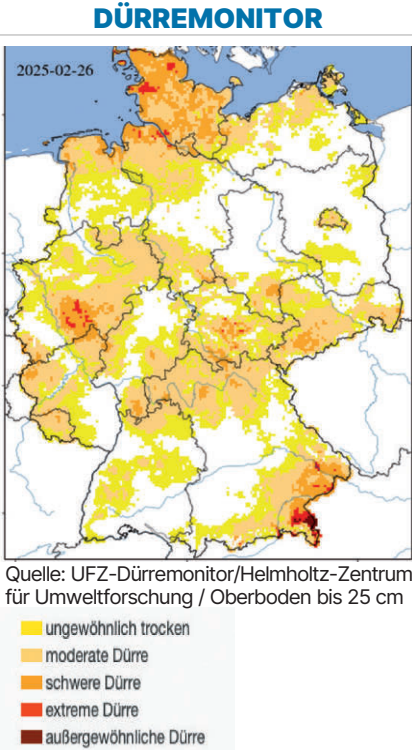 DÜRREMONITOR
2025-02-26
Quelle: UFZ-Dürremonitor/Helmholtz-Zentrum
für Umweltforschung / Oberboden bis 25 cm
ungewöhnlich trocken
moderate Dürre
schwere Dürre
extreme Dürre
außergewöhnliche Dürre